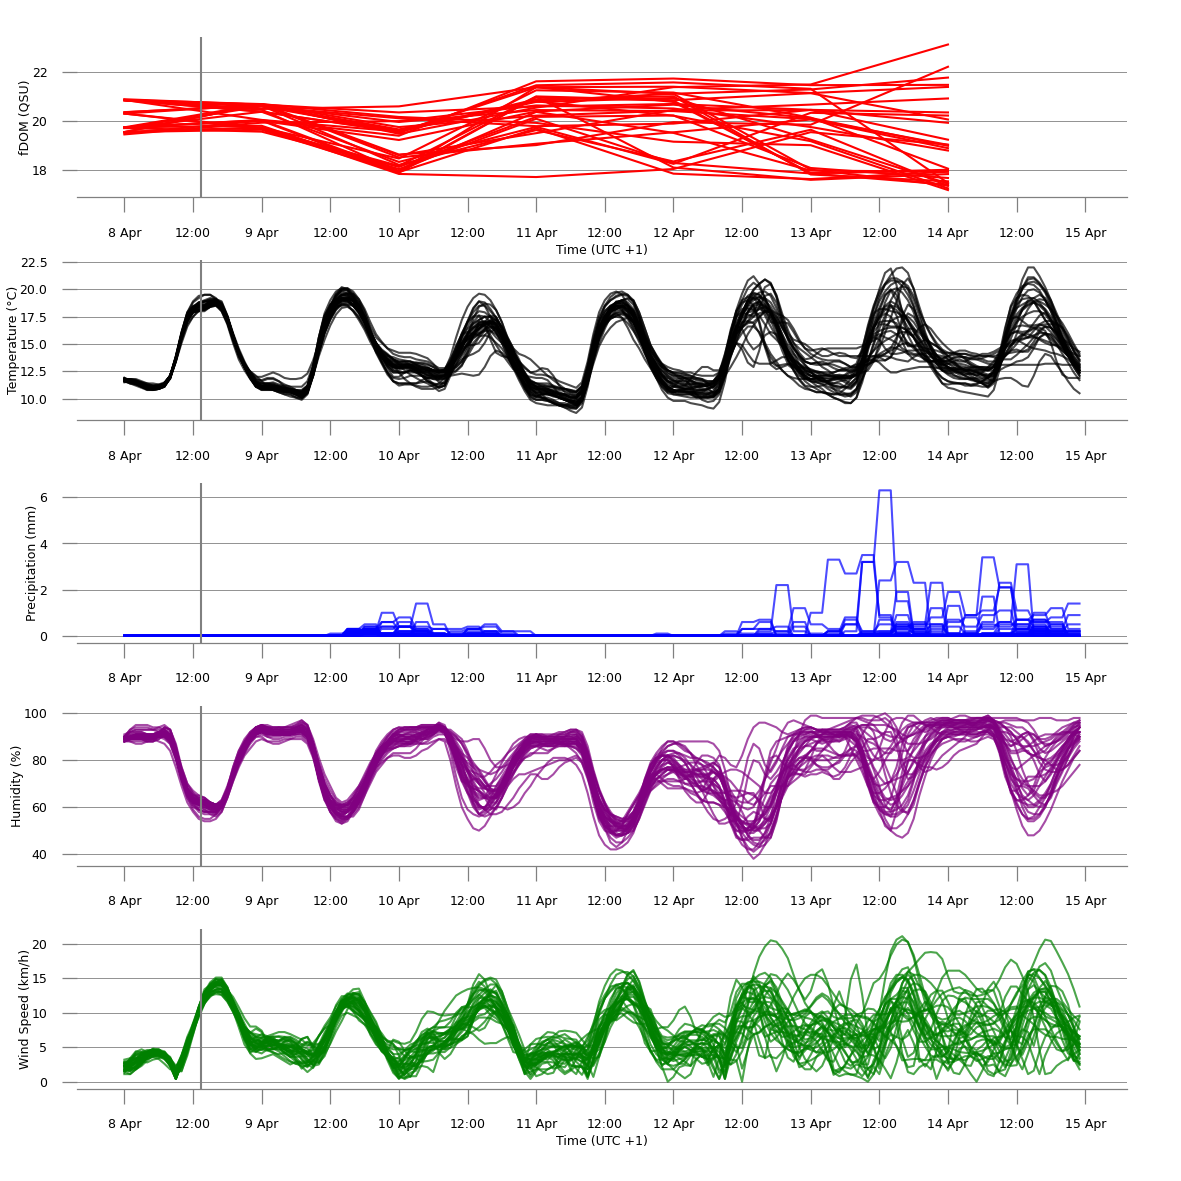 22
20
18
fDOM (QSU)
8 Apr 12:00 9 Apr 12:00 10 Apr 12:00 11 Apr 12:00 12 Apr 12:00 13 Apr 12:00 14 Apr 12:00 15 Apr
Time (UTC +1)
22.5
20.0
17.5
15.0
12.5
10.0
Temperature (°C)
8 Apr 12:00 9 Apr 12:00 10 Apr 12:00 11 Apr 12:00 12 Apr 12:00 13 Apr 12:00 14 Apr 12:00 15 Apr
6
4
2
0
Precipitation (mm)
8 Apr 12:00 9 Apr 12:00 10 Apr 12:00 11 Apr 12:00 12 Apr 12:00 13 Apr 12:00 14 Apr 12:00 15 Apr
100
80
60
40
Humidity (%)
8 Apr 12:00 9 Apr 12:00 10 Apr 12:00 11 Apr 12:00 12 Apr 12:00 13 Apr 12:00 14 Apr 12:00 15 Apr
20
15
10
5
0
Wind Speed (km/h)
8 Apr 12:00 9 Apr 12:00 10 Apr 12:00 11 Apr 12:00 12 Apr 12:00 13 Apr 12:00 14 Apr 12:00 15 Apr
Time (UTC +1)